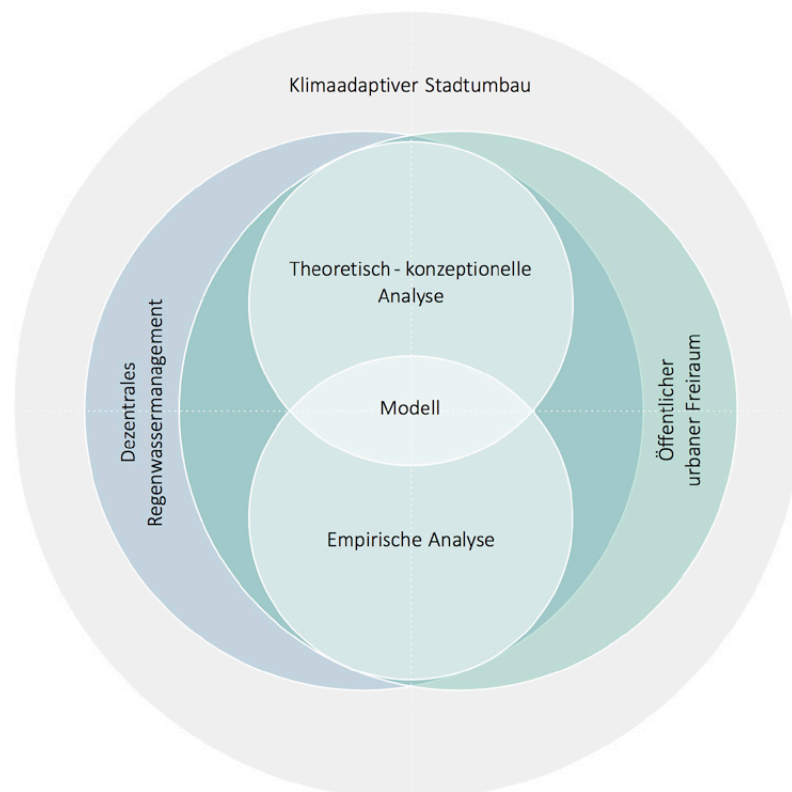 Klimaadaptiver Stadtumbau
Theoretisch - konzeptionelle
Analyse
Dezentrales
Regenwassermanagement
Modell
Öffentlicher
urbaner Freiraum
Empirische Analyse